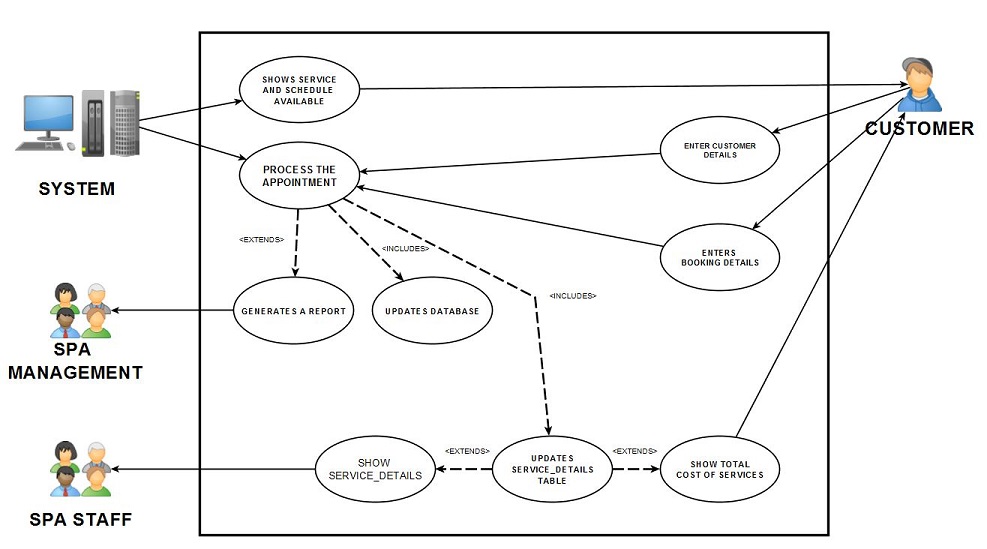 SHOWS SERVICE
AND SCHEDULE
AVAILABLE
CUSTOMER
ENTER CUSTOMER
DETAILS
SYSTEM
PROCESS THE
APPOINTMENT
<EXTENDS>
<INCLUDES>
ENTERS
BOOKING DETAILS
<INCLUDES>
GENERATES A REPORT
UPDATES DATABASE
SPA
MANAGEMENT
SHOW
SERVICE_DETAILS
<EXTENDS>
UPDATES
SERVICE_DETAILS
TABLE
<EXTENDS>
SHOW TOTAL
COST OF SERVICES
SPA STAFF